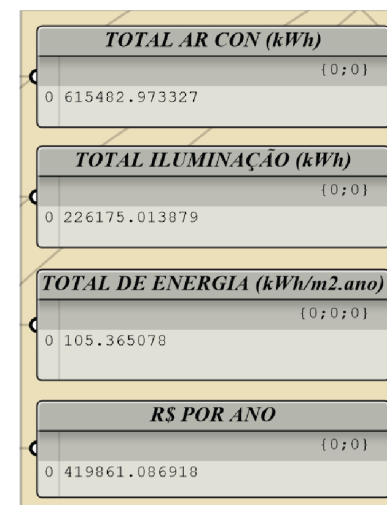 TOTAL AR CON (kWh)
{0;0}
0 615482.973327
TOTAL ILUMINAÇÃO (kWh)
{0;0}
0 226175.013879
TOTAL DE ENERGIA (kWh/m2.ano)
{0;0;0}
0 105.365078
R$ POR ANO
{0;0}
0 419861.086918